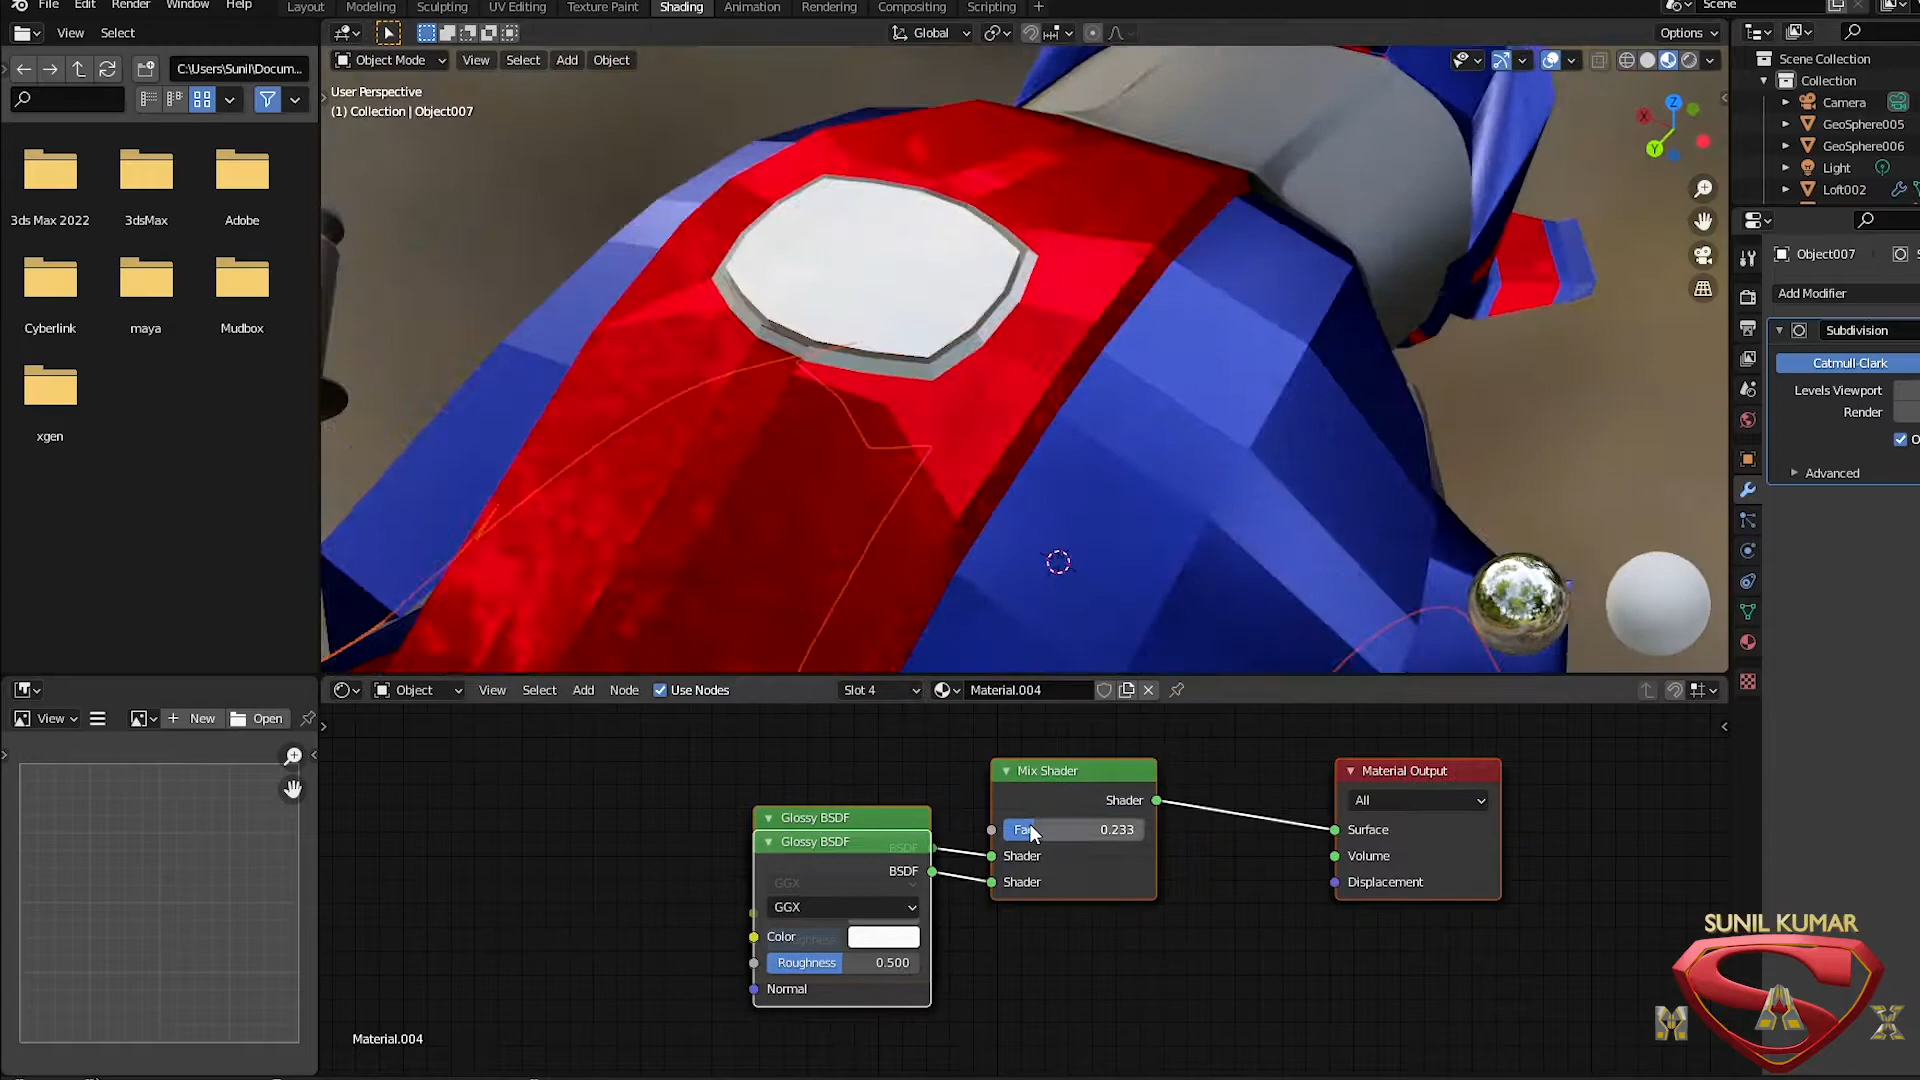 File Edit Render Window Help Layout Modeling Sculpting UV Editing Texture Paint Shading Animation Rendering Compositing Scripting + Scene
View Select Global Options
C:\Users\Sunil\Docum...
Object Mode View Select Add Object
User Perspective
(1) Collection | Object007
Z
X
Y
Scene Collection
Collection
Camera
GeoSphere005
GeoSphere006
Light
Loft002
3ds Max 2022 3dsMax Adobe
Cyberlink maya Mudbox
xgen
Object007
Add Modifier
Subdivision
Catmull-Clark
Levels Viewport
Render
Advanced
Object View Select Add Node Use Nodes Slot 4 Material.004
View New Open
Mix Shader
Shader
Fac 0.233
Shader
Shader
Material Output
All
Surface
Volume
Displacement
Glossy BSDF
Glossy BSDF
BSDF
BSDF
GGX
GGX
Color
Roughness 0.500
Normal
Material.004
SUNIL KUMAR
M A X